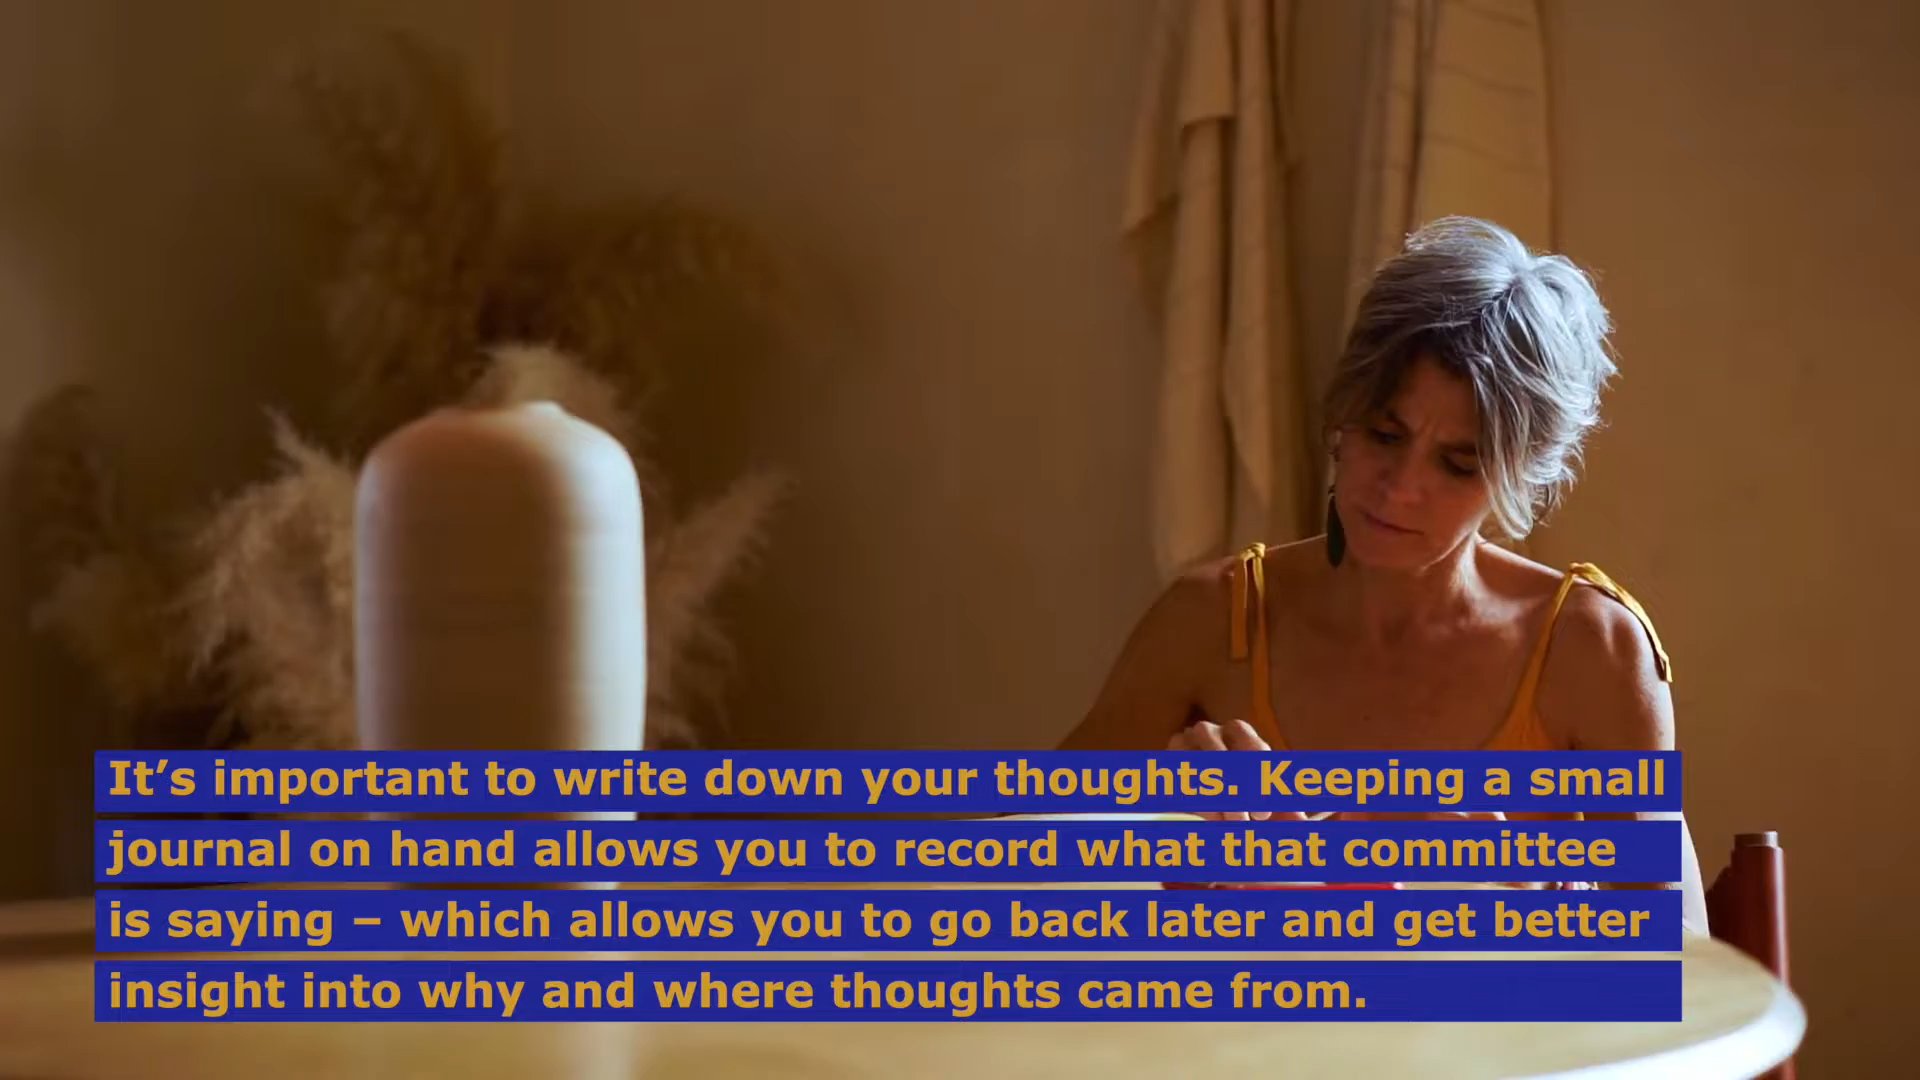 It’s important to write down your thoughts. Keeping a small
journal on hand allows you to record what that committee
is saying – which allows you to go back later and get better
insight into why and where thoughts came from.